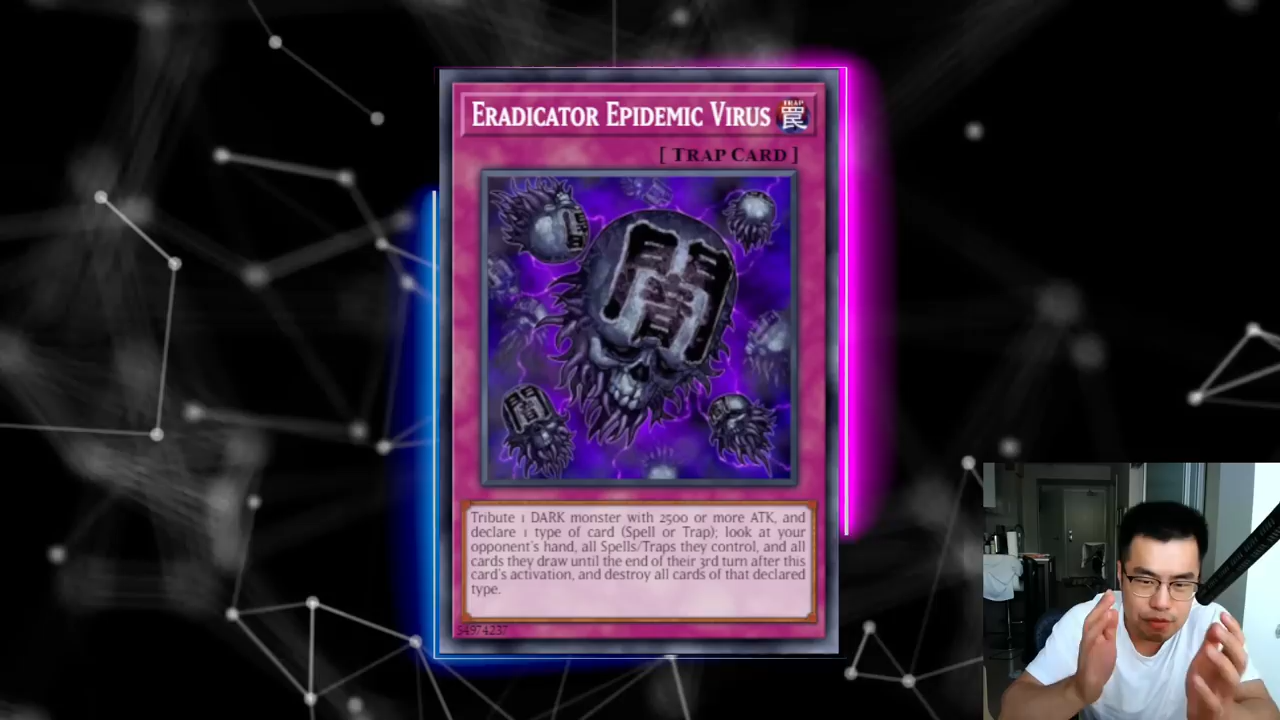 ERADICATOR EPIDEMIC VIRUS
TRAP
罠
[ TRAP CARD ]
闇
闇
Tribute 1 DARK monster with 2500 or more ATK, and
declare 1 type of card (Spell or Trap); look at your
opponent's hand, all Spells/Traps they control, and all
cards they draw until the end of their 3rd turn after this
card's activation, and destroy all cards of that declared
type.
54974237